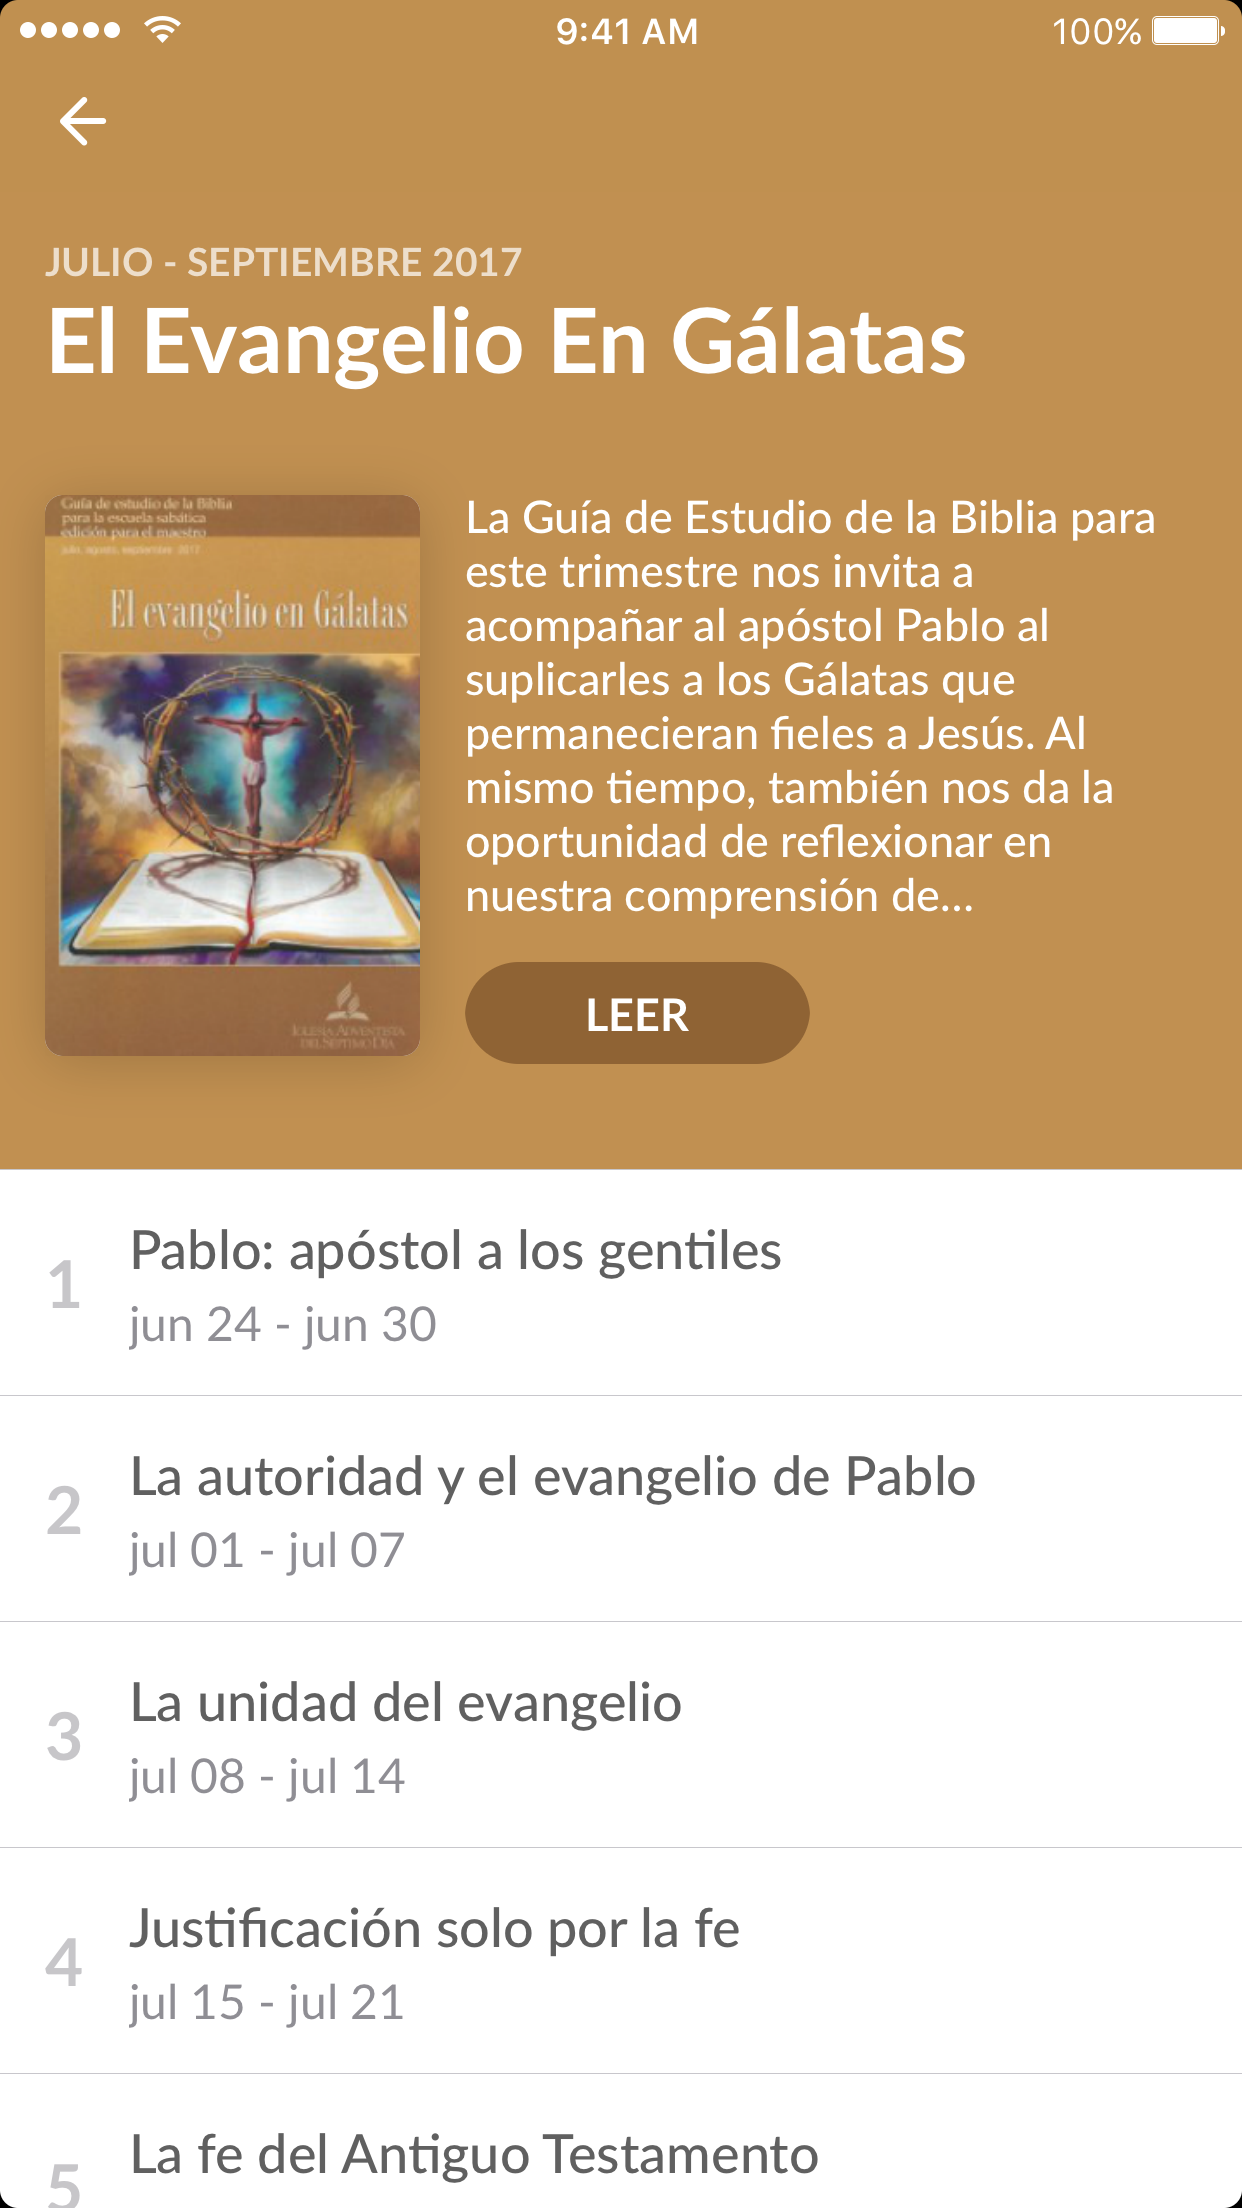 9:41 AM
100%
JULIO - SEPTIEMBRE 2017
El Evangelio En Gálatas
Guía de estudio de la Biblia
para la escuela sabática
edición para el maestro
julio, agosto, septiembre 2017
El evangelio en Gálatas
IGLESIA ADVENTISTA
DEL SÉPTIMO DÍA
La Guía de Estudio de la Biblia para
este trimestre nos invita a
acompañar al apóstol Pablo al
suplicarles a los Gálatas que
permanecieran fieles a Jesús. Al
mismo tiempo, también nos da la
oportunidad de reflexionar en
nuestra comprensión de...
LEER
1
Pablo: apóstol a los gentiles
jun 24 - jun 30
2
La autoridad y el evangelio de Pablo
jul 01 - jul 07
3
La unidad del evangelio
jul 08 - jul 14
4
Justificación solo por la fe
jul 15 - jul 21
5
La fe del Antiguo Testamento